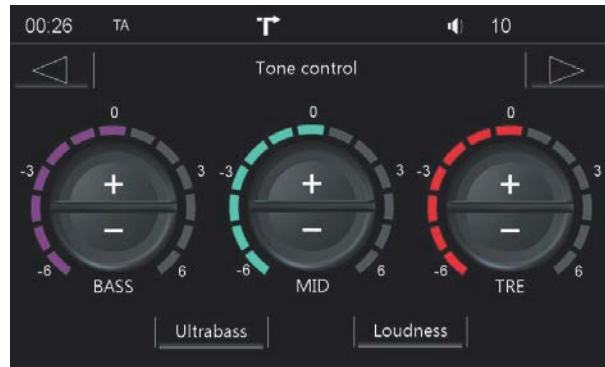 00:26 TA 10
Tone control
0 0 0
-3 3 -3 3 -3 3
+ + +
− − −
-6 6 -6 6 -6 6
BASS MID TRE
Ultrabass Loudness